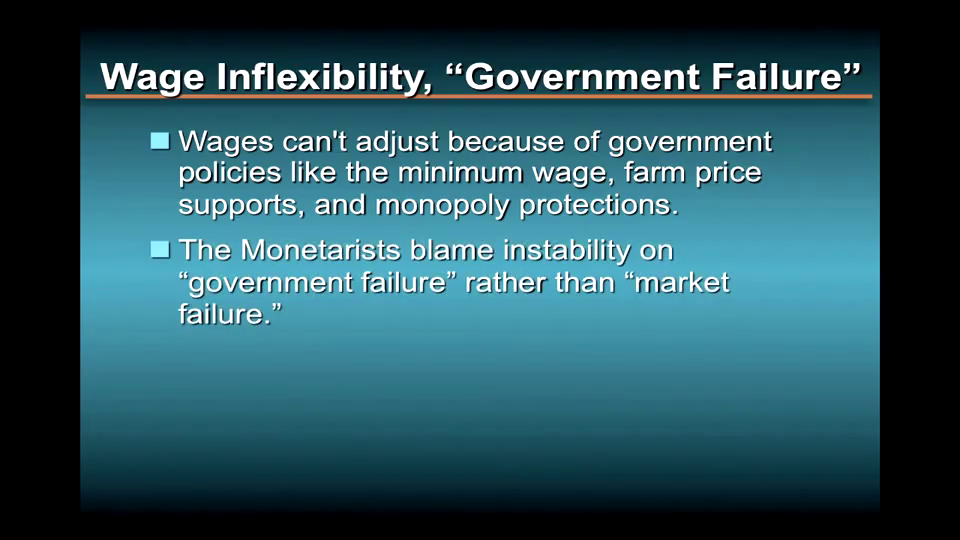 Wage Inflexibility, “Government Failure”
Wages can't adjust because of government
policies like the minimum wage, farm price
supports, and monopoly protections.
The Monetarists blame instability on
“government failure” rather than “market
failure.”